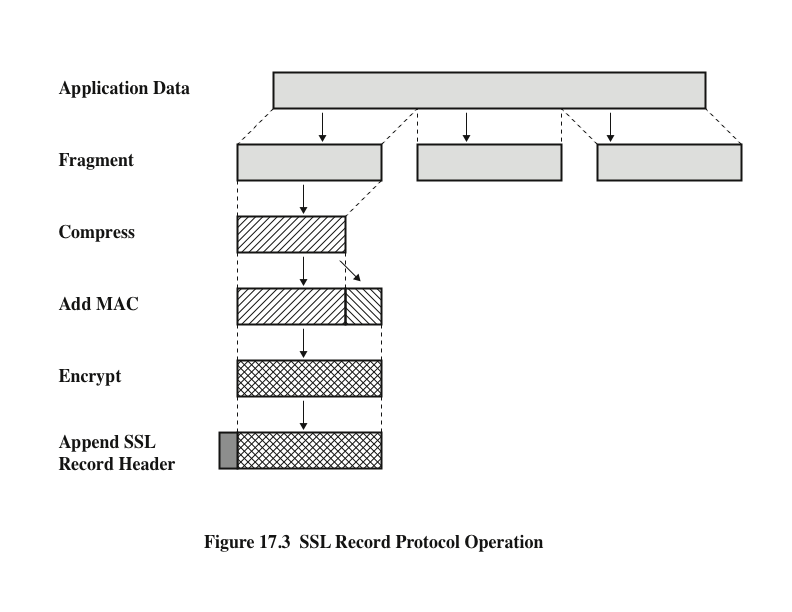 Application Data
Fragment
Compress
Add MAC
Encrypt
Append SSL
Record Header
Figure 17.3 SSL Record Protocol Operation